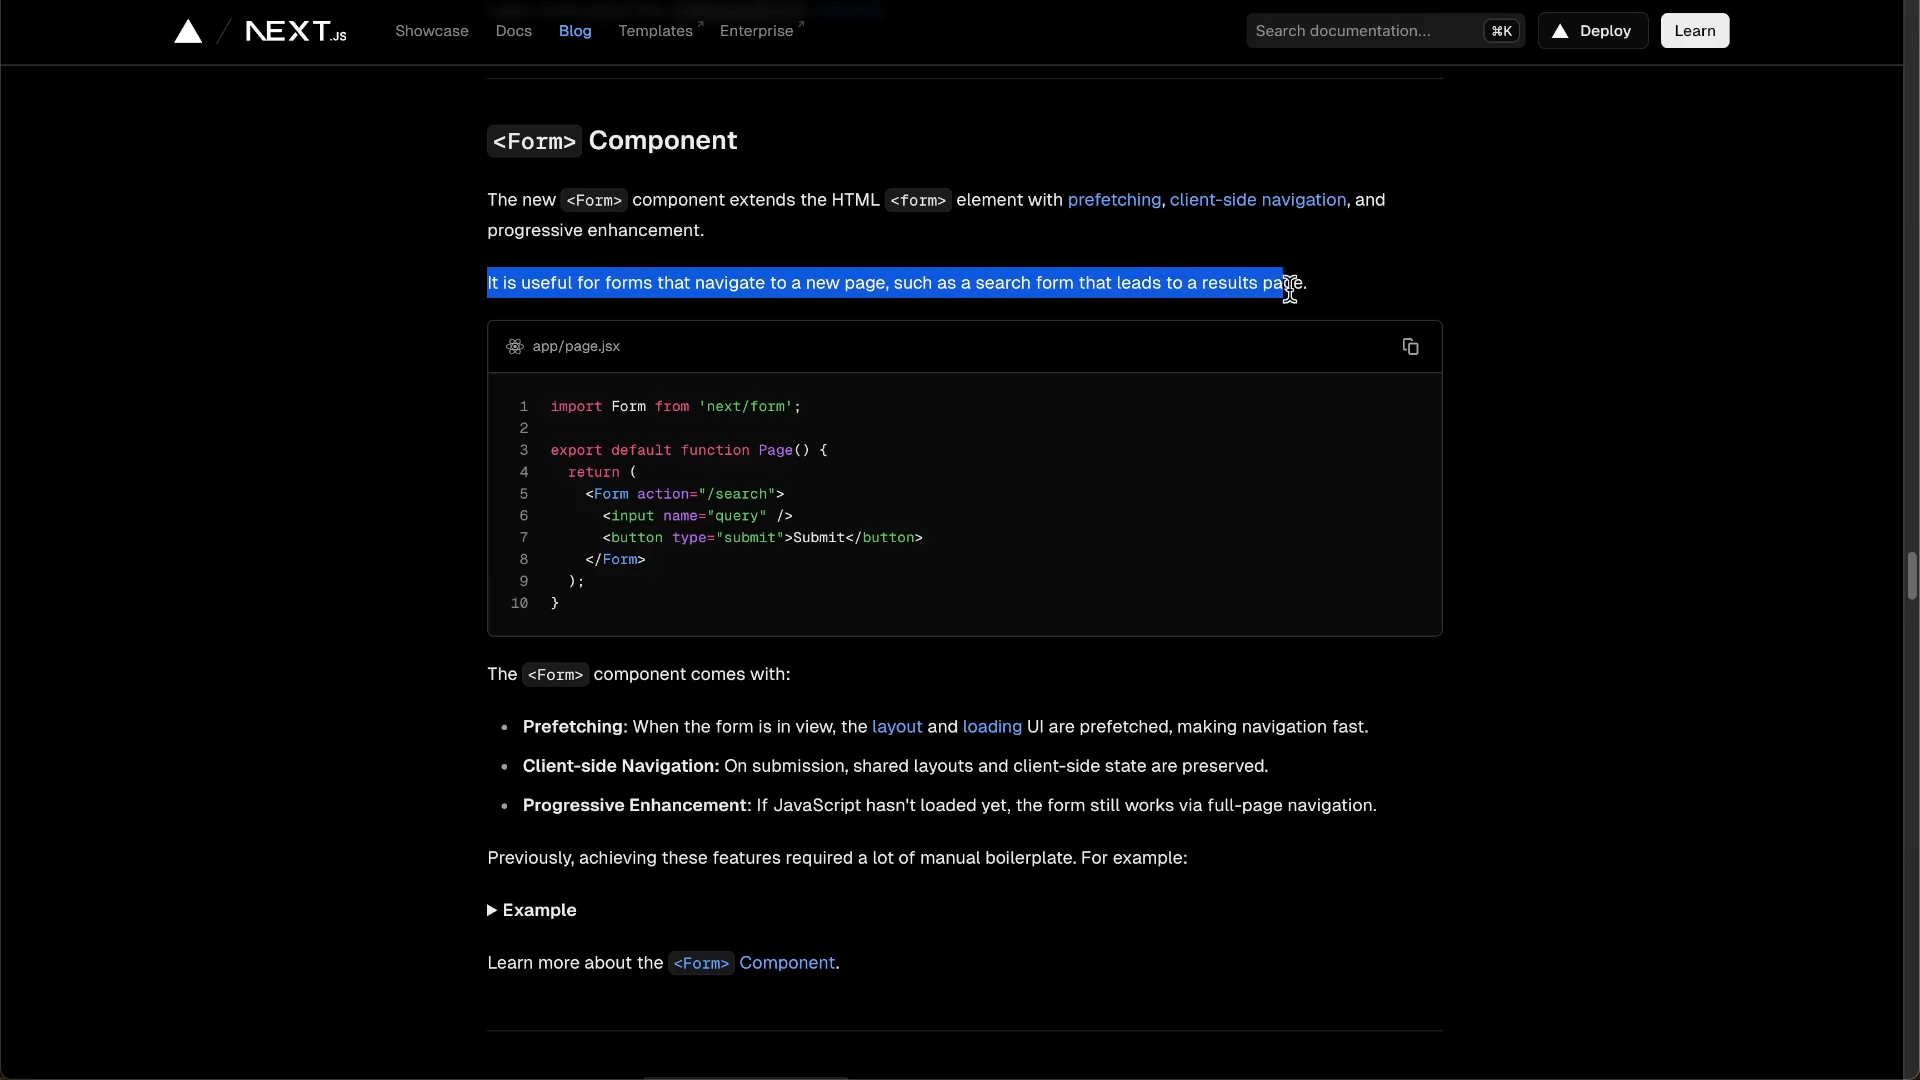 NEXT.JS
Showcase
Docs
Blog
Templates
Enterprise
Search documentation...
⌘K
Deploy
Learn
<Form> Component
The new <Form> component extends the HTML <form> element with prefetching, client-side navigation, and
progressive enhancement.
It is useful for forms that navigate to a new page, such as a search form that leads to a results page.
app/page.jsx
1 import Form from 'next/form';
2
3 export default function Page() {
4 return (
5 <Form action="/search">
6 <input name="query" />
7 <button type="submit">Submit</button>
8 </Form>
9 );
10 }
The <Form> component comes with:
• Prefetching: When the form is in view, the layout and loading UI are prefetched, making navigation fast.
• Client-side Navigation: On submission, shared layouts and client-side state are preserved.
• Progressive Enhancement: If JavaScript hasn't loaded yet, the form still works via full-page navigation.
Previously, achieving these features required a lot of manual boilerplate. For example:
Example
Learn more about the <Form> Component.